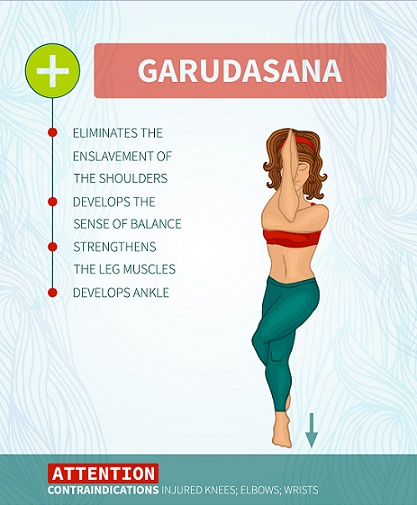 GARUDASANA
ELIMINATES THE
ENSLAVEMENT OF
THE SHOULDERS
DEVELOPS THE
SENSE OF BALANCE
STRENGTHENS
THE LEG MUSCLES
DEVELOPS ANKLE
ATTENTION
CONTRAINDICATIONS INJURED KNEES; ELBOWS; WRISTS